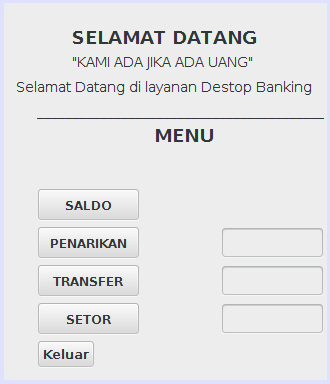 SELAMAT DATANG
"KAMI ADA JIKA ADA UANG"
Selamat Datang di layanan Destop Banking
MENU
SALDO
PENARIKAN
TRANSFER
SETOR
Keluar